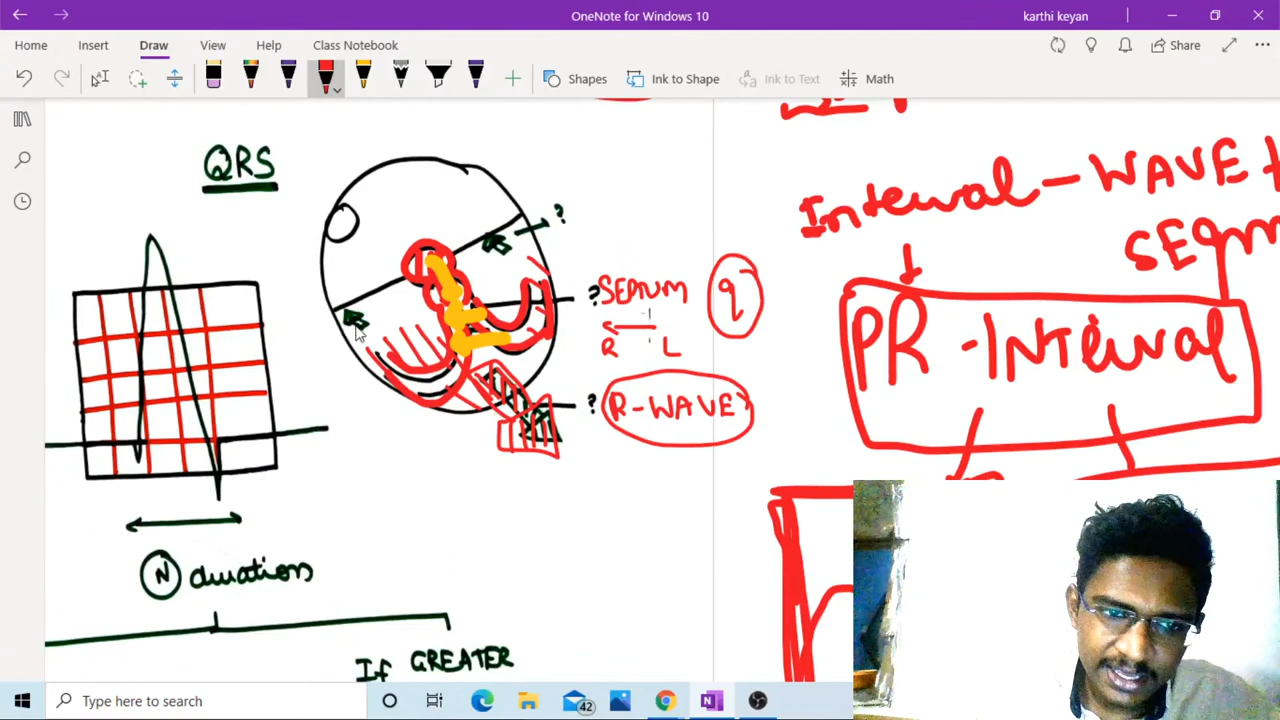 OneNote for Windows 10
karthi keyan
Home Insert Draw View Help Class Notebook
Share
Shapes Ink to Shape Ink to Text Math
QRS
?
? SEPTUM
q
R L
? R-WAVE
N duration
If GREATER
Interval - WAVE +
SEgm
PR - INterval
Type here to search
42